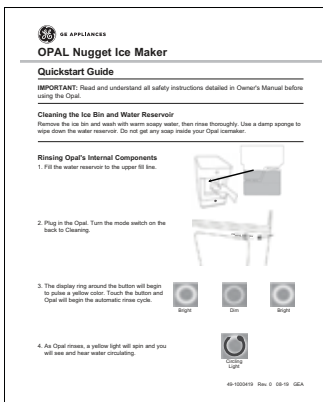 GE APPLIANCES
OPAL Nugget Ice Maker
Quickstart Guide
IMPORTANT: Read and understand all safety instructions detailed in Owner's Manual before
using the Opal.
Cleaning the Ice Bin and Water Reservoir
Remove the ice bin and wash with warm soapy water, then rinse thoroughly. Use a damp sponge to
wipe down the water reservoir. Do not get any soap inside your Opal icemaker.
Rinsing Opal's Internal Components
1. Fill the water reservoir to the upper fill line.
2. Plug in the Opal. Turn the mode switch on the
back to Cleaning.
3. The display ring around the button will begin
to pulse a yellow color. Touch the button and
Opal will begin the automatic rinse cycle.
Bright
Dim
Bright
4. As Opal rinses, a yellow light will spin and you
will see and hear water circulating.
Circling
Light
49-1000419 Rev. 0 08-19 GEA